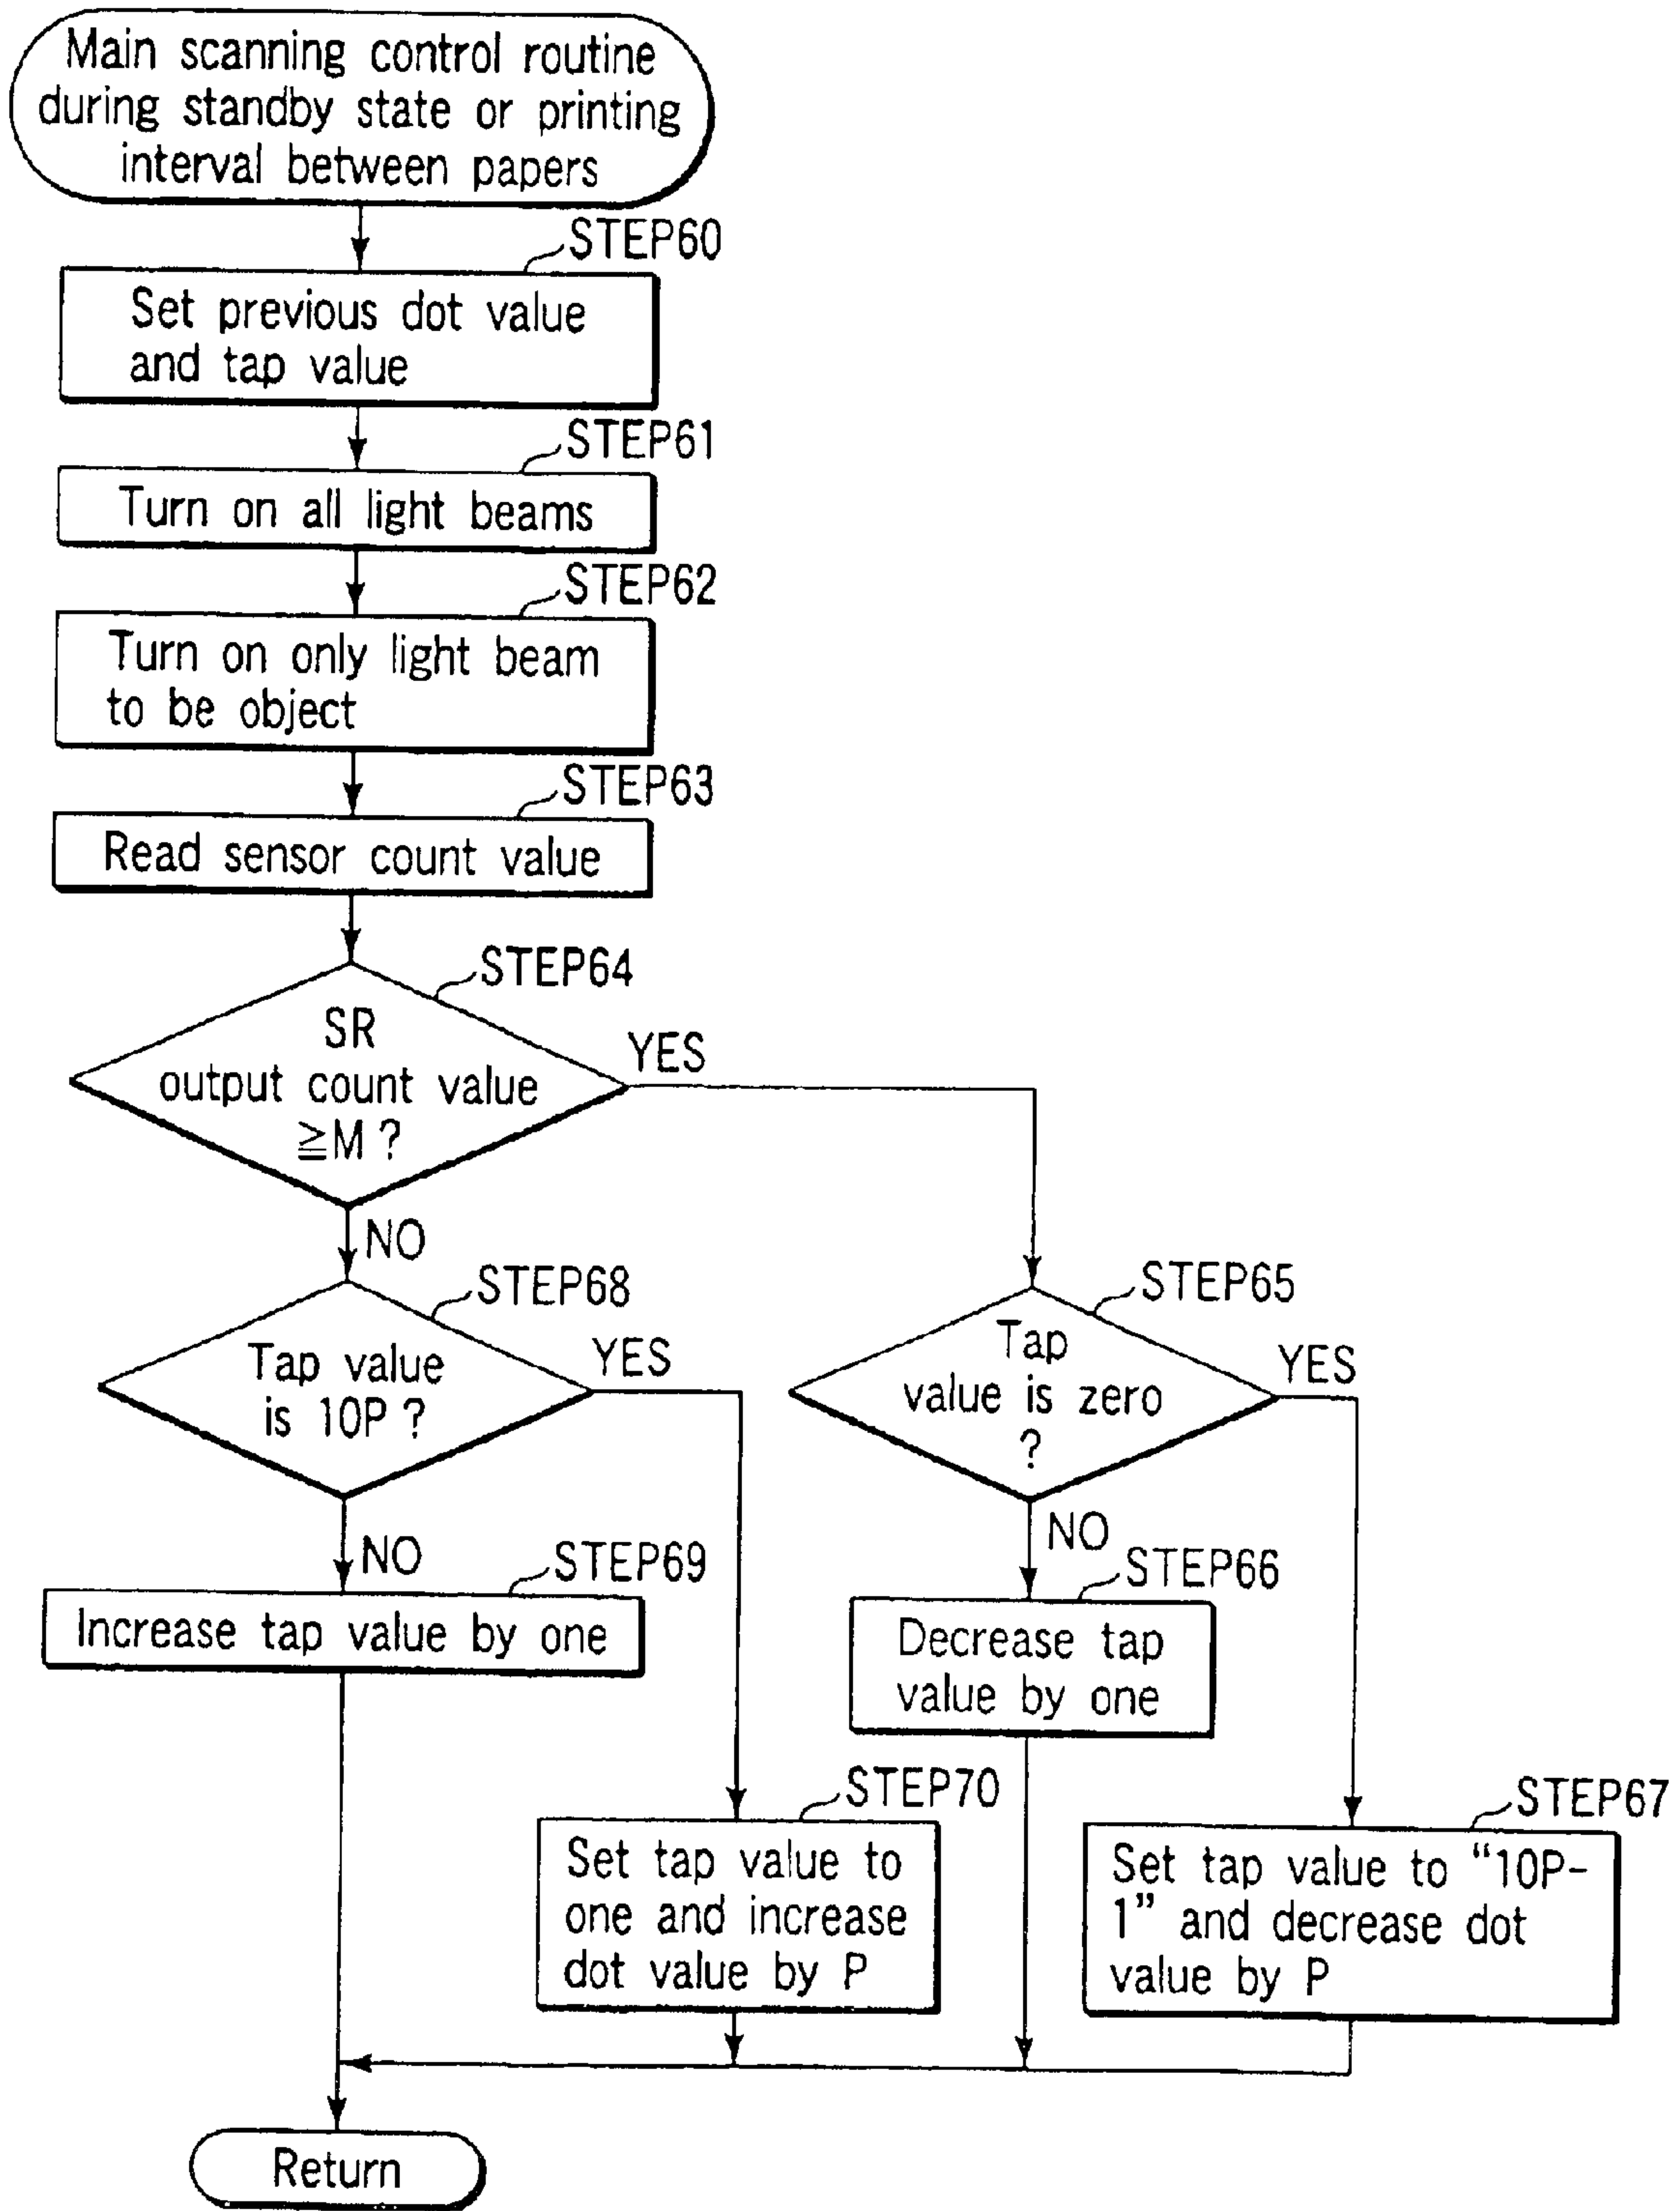 Main scanning control routine
during standby state or printing
interval between papers
STEP60
Set previous dot value
and tap value
STEP61
Turn on all light beams
STEP62
Turn on only light beam
to be object
STEP63
Read sensor count value
STEP64
SR
output count value
≧M ?
YES
NO
STEP68
Tap value
is 10P ?
YES
NO
STEP65
Tap
value is zero
?
YES
NO
STEP69
Increase tap value by one
STEP66
Decrease tap
value by one
STEP70
Set tap value to
one and increase
dot value by P
STEP67
Set tap value to “10P-
1” and decrease dot
value by P
Return